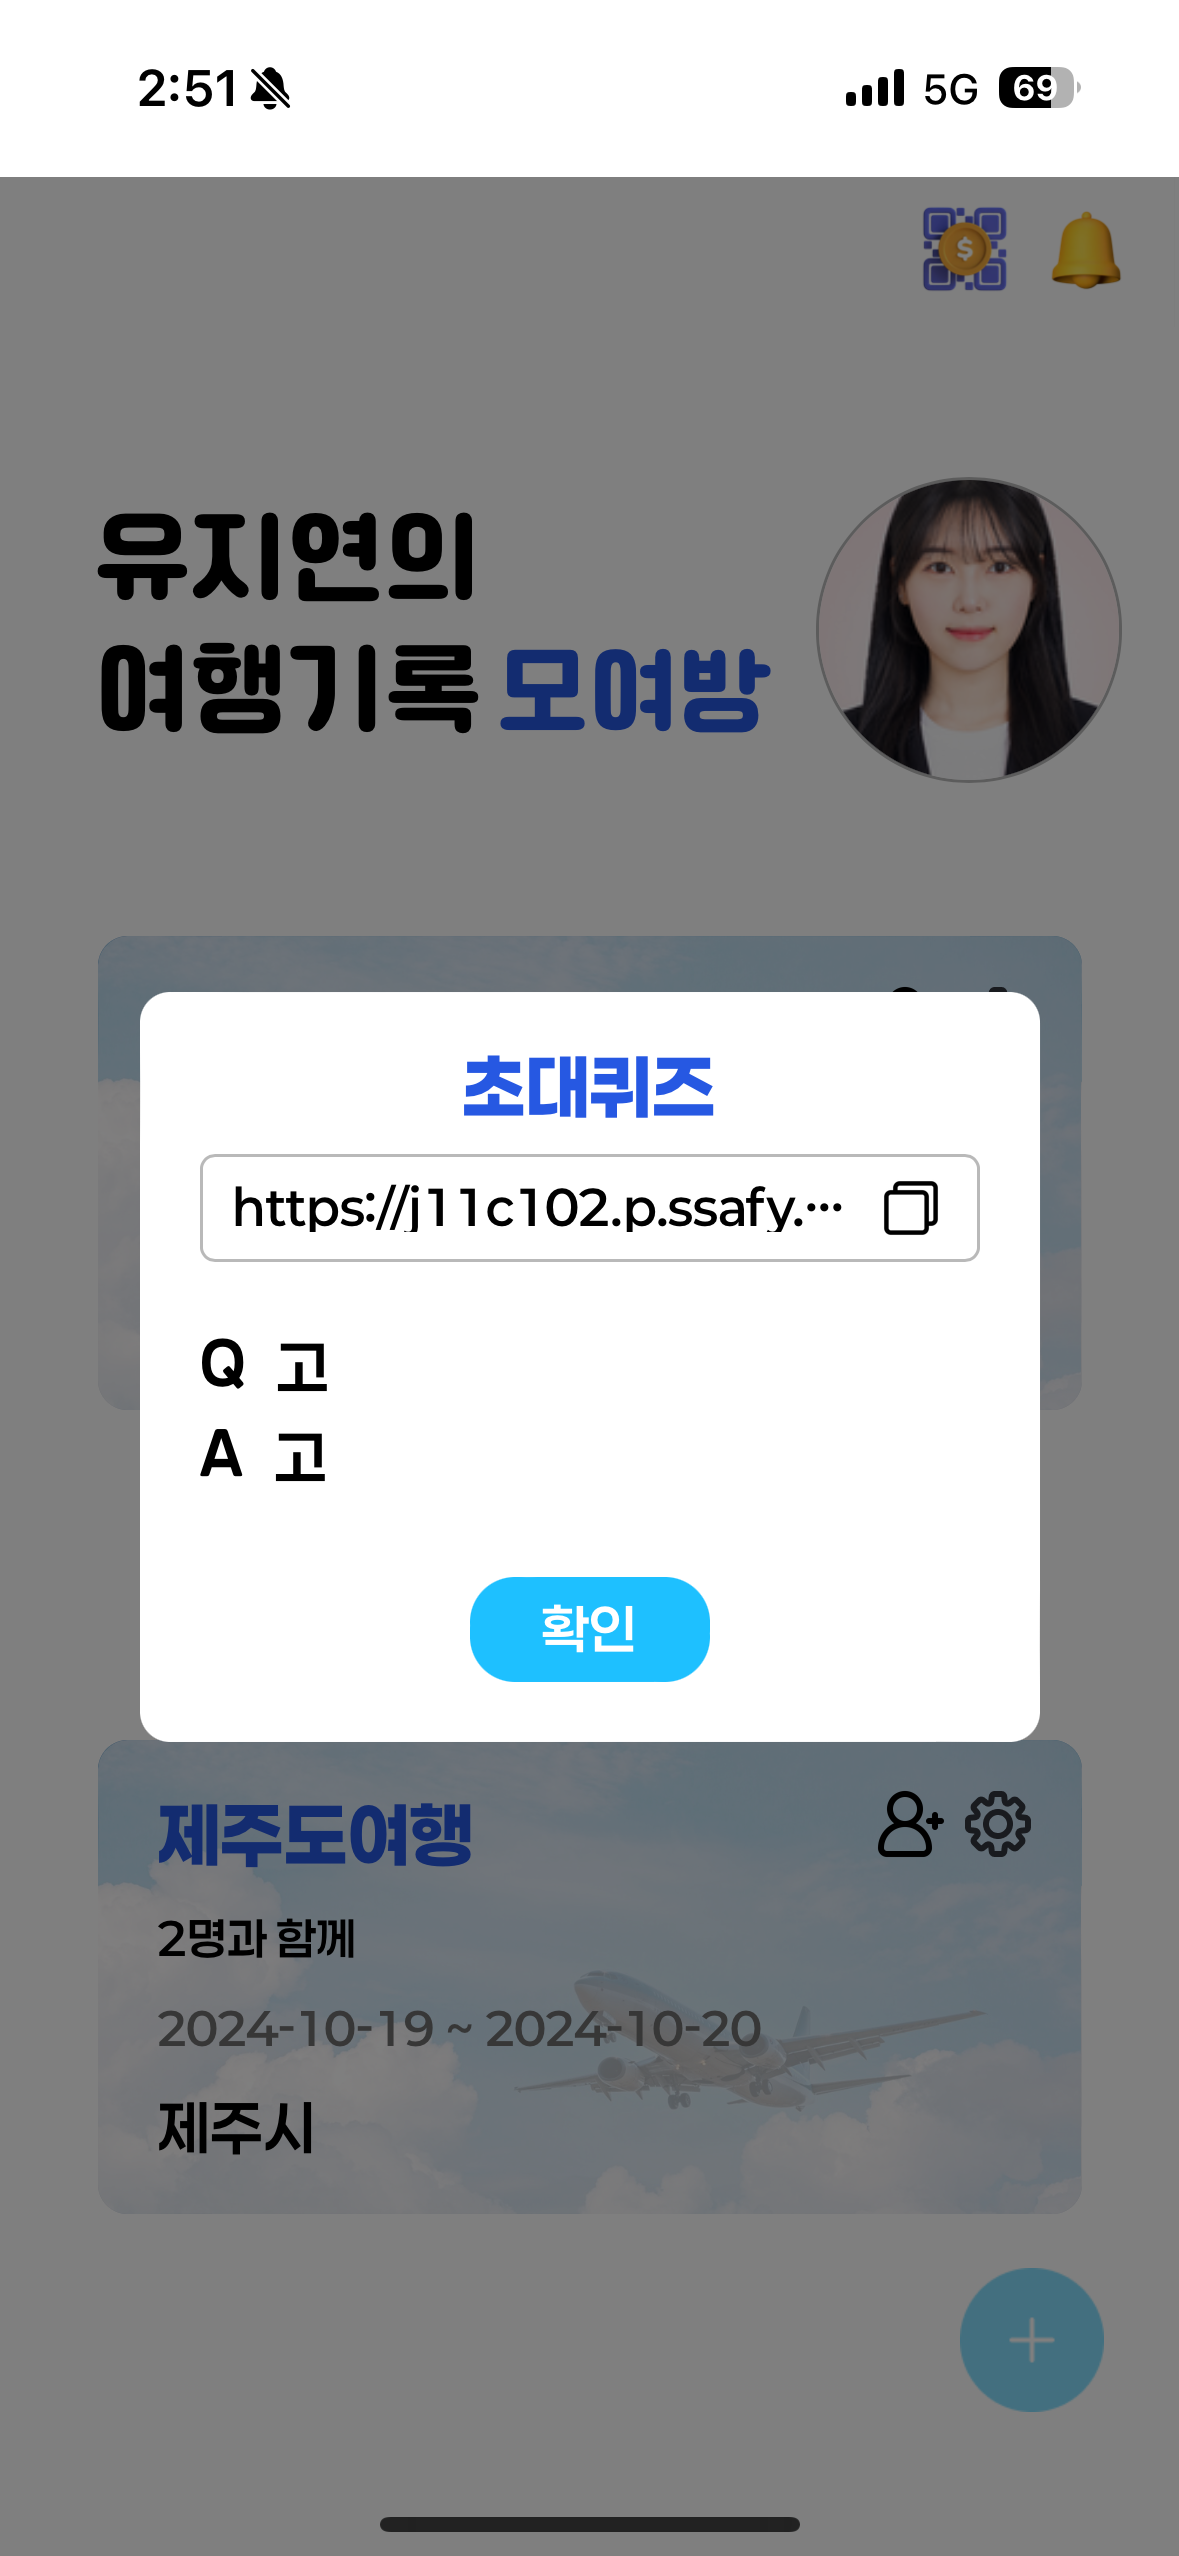 2:51 5G 69
$
유지연의
여행기록 모여방
초대퀴즈
https://j11c102.p.ssafy.…
Q 고
A 고
확인
제주도여행
2명과 함께
2024-10-19 ~ 2024-10-20
제주시